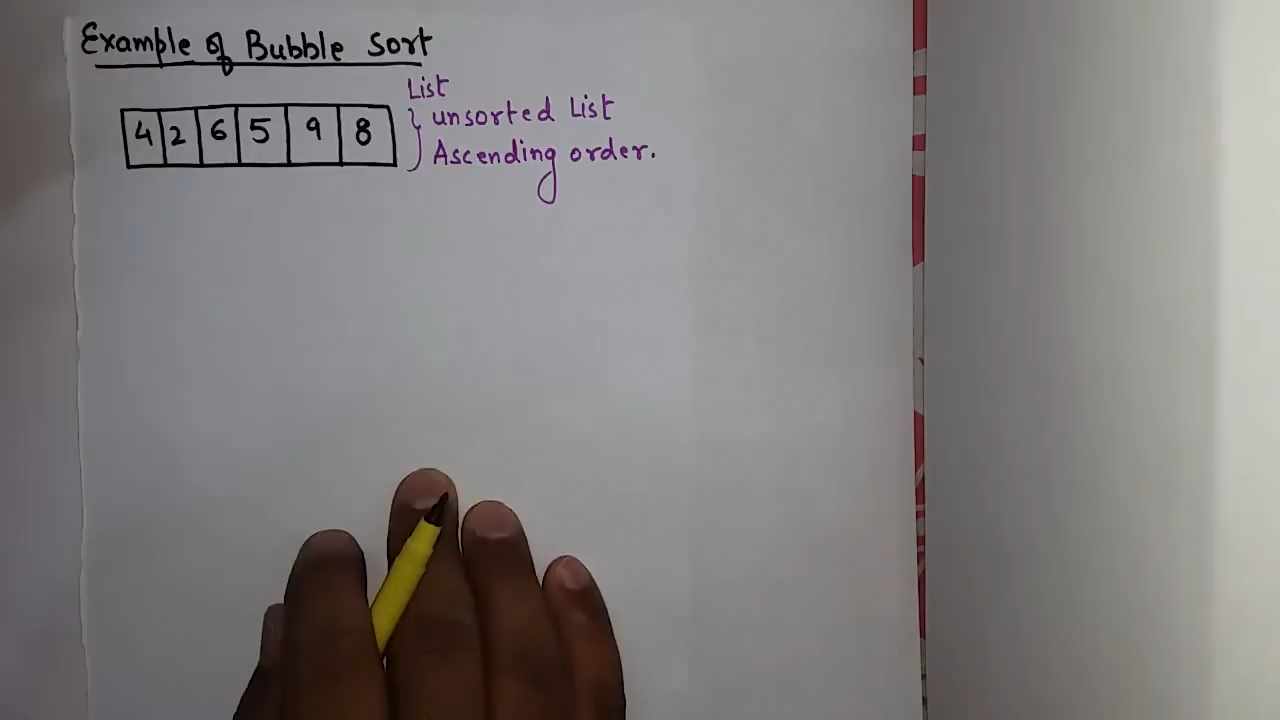 Example of Bubble Sort
List
4 2 6 5 9 8
unsorted List
Ascending order.